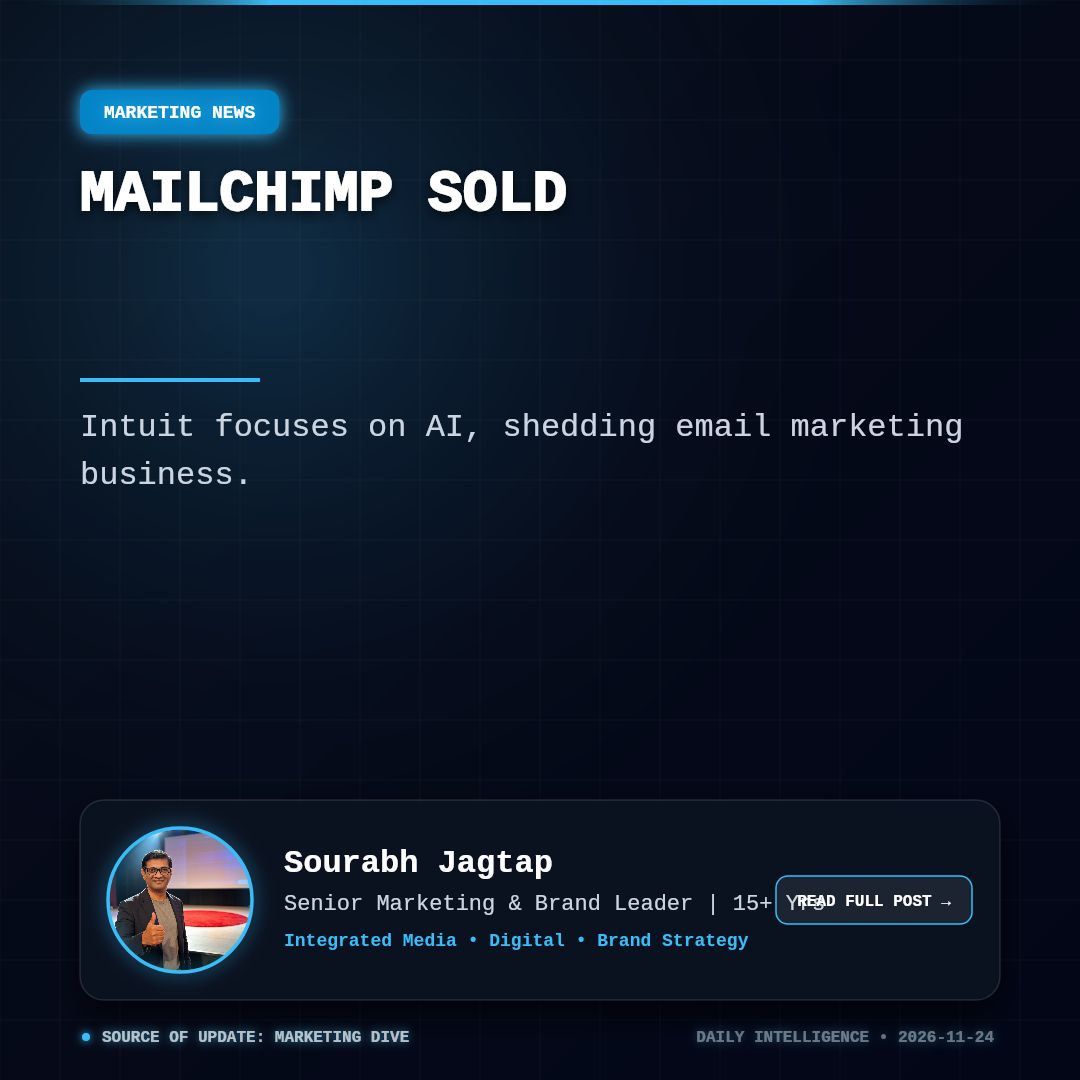 MARKETING NEWS
MAILCHIMP SOLD
Intuit focuses on AI, shedding email marketing
business.
Sourabh Jagtap
Senior Marketing & Brand Leader | 15+ Yrs
READ FULL POST →
Integrated Media • Digital • Brand Strategy
SOURCE OF UPDATE: MARKETING DIVE
DAILY INTELLIGENCE • 2026-11-24